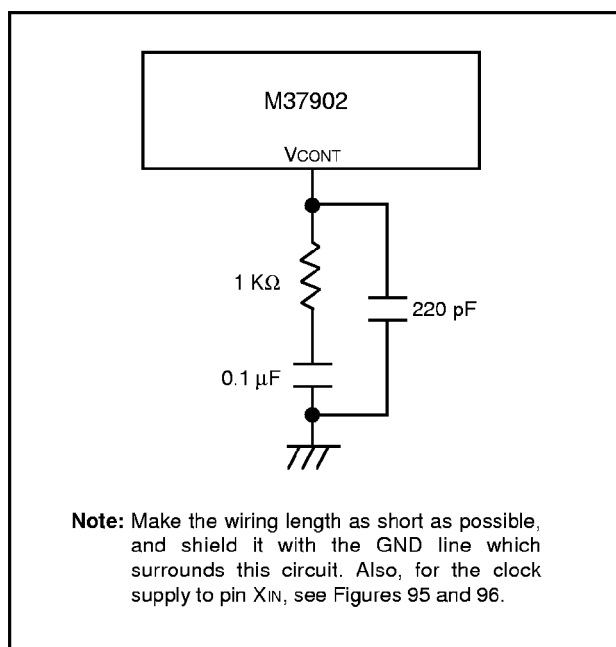 M37902
VCONT
1 KΩ
220 pF
0.1 μF
Note: Make the wiring length as short as possible,
and shield it with the GND line which
surrounds this circuit. Also, for the clock
supply to pin XIN, see Figures 95 and 96.